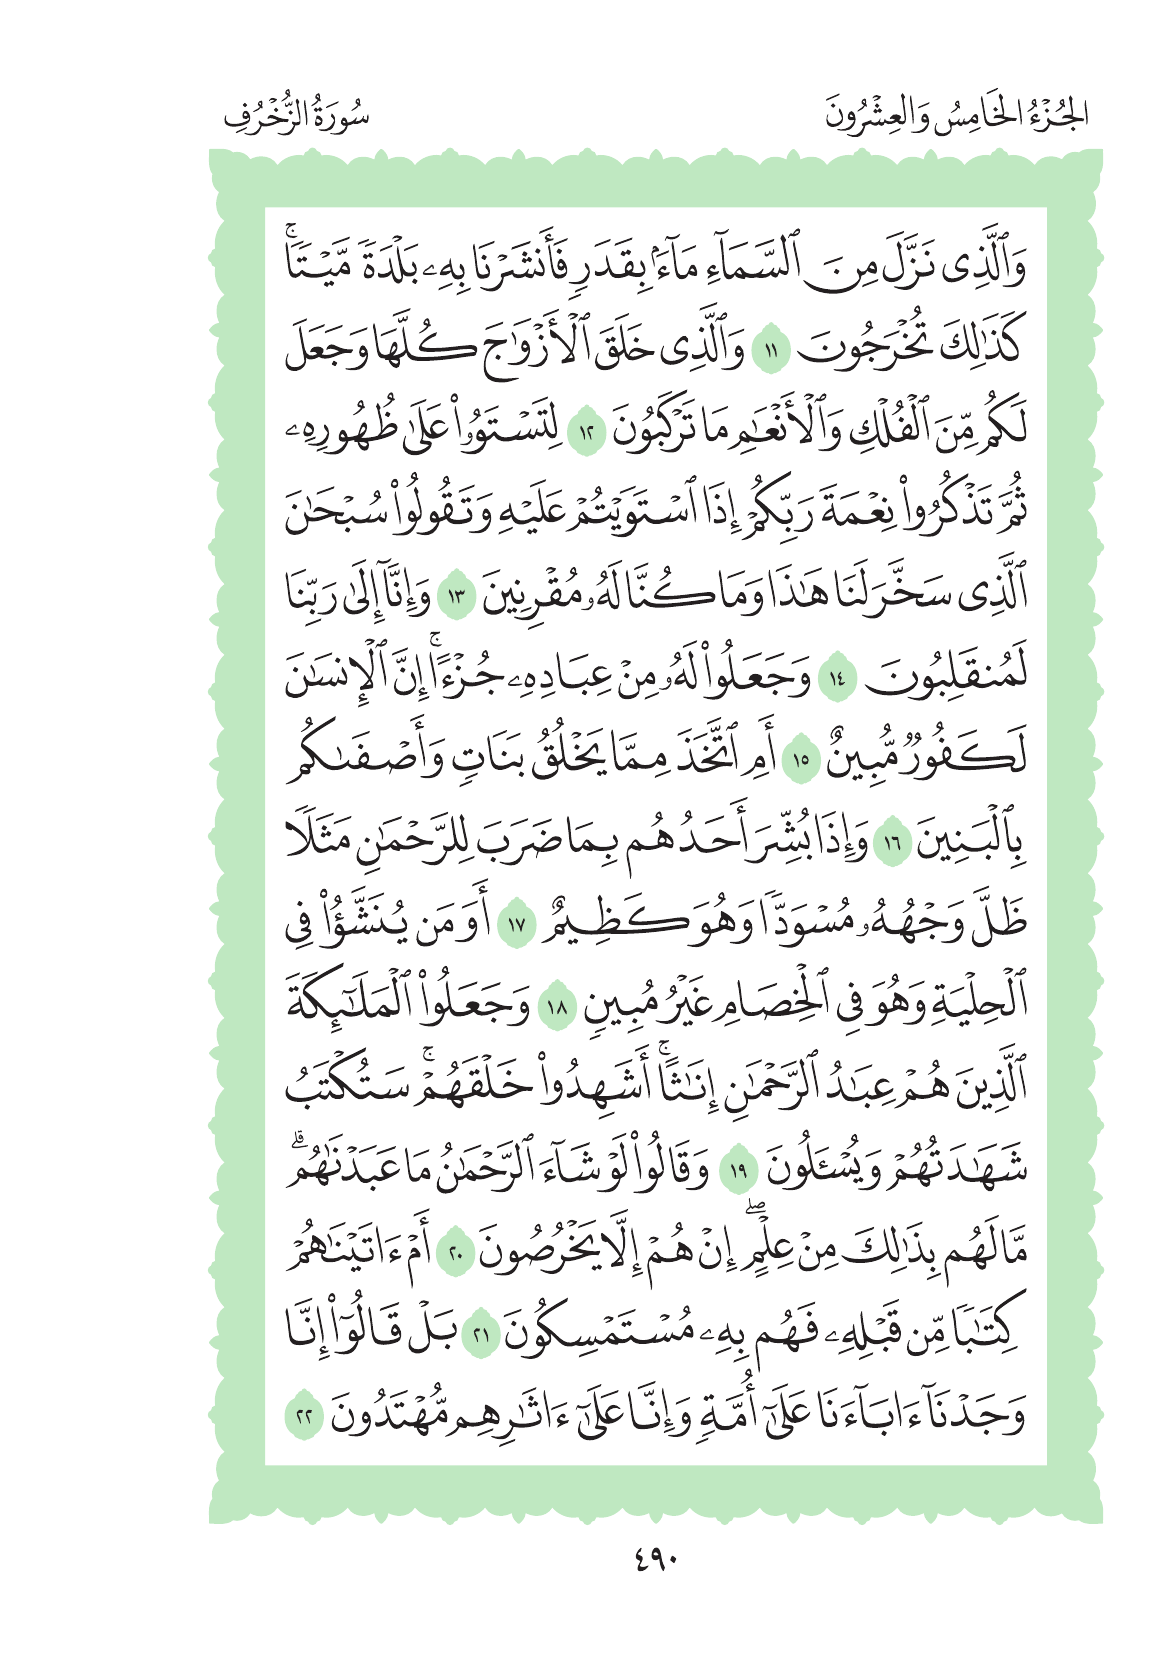 الجُزْءُ الخَامِسُ وَالعِشْرُونَ
سُورَةُ الزُّخْرُفِ
وَٱلَّذِى نَزَّلَ مِنَ ٱلسَّمَآءِ مَآءَۢ بِقَدَرٍ فَأَنشَرْنَا بِهِۦ بَلْدَةً مَّيْتًاۚ
كَذَٰلِكَ تُخْرَجُونَ ١١ وَٱلَّذِى خَلَقَ ٱلْأَزْوَٰجَ كُلَّهَا وَجَعَلَ
لَكُم مِّنَ ٱلْفُلْكِ وَٱلْأَنْعَٰمِ مَا تَرْكَبُونَ ١٢ لِتَسْتَوُۥا۟ عَلَىٰ ظُهُورِهِۦ
ثُمَّ تَذْكُرُوا۟ نِعْمَةَ رَبِّكُمْ إِذَا ٱسْتَوَيْتُمْ عَلَيْهِ وَتَقُولُوا۟ سُبْحَٰنَ
ٱلَّذِى سَخَّرَ لَنَا هَٰذَا وَمَا كُنَّا لَهُۥ مُقْرِنِينَ ١٣ وَإِنَّآ إِلَىٰ رَبِّنَا
لَمُنقَلِبُونَ ١٤ وَجَعَلُوا۟ لَهُۥ مِنْ عِبَادِهِۦ جُزْءًاۚ إِنَّ ٱلْإِنسَٰنَ
لَكَفُورٌ مُّبِينٌ ١٥ أَمِ ٱتَّخَذَ مِمَّا يَخْلُقُ بَنَاتٍ وَأَصْفَىٰكُم
بِٱلْبَنِينَ ١٦ وَإِذَا بُشِّرَ أَحَدُهُم بِمَا ضَرَبَ لِلرَّحْمَٰنِ مَثَلًا
ظَلَّ وَجْهُهُۥ مُسْوَدًّا وَهُوَ كَظِيمٌ ١٧ أَوَمَن يُنَشَّؤُا۟ فِى
ٱلْحِلْيَةِ وَهُوَ فِى ٱلْخِصَامِ غَيْرُ مُبِينٍ ١٨ وَجَعَلُوا۟ ٱلْمَلَٰٓئِكَةَ
ٱلَّذِينَ هُمْ عِبَٰدُ ٱلرَّحْمَٰنِ إِنَٰثًاۚ أَشَهِدُوا۟ خَلْقَهُمْۚ سَتُكْتَبُ
شَهَٰدَتُهُمْ وَيُسْـَٔلُونَ ١٩ وَقَالُوا۟ لَوْ شَآءَ ٱلرَّحْمَٰنُ مَا عَبَدْنَٰهُمۗ
مَّا لَهُم بِذَٰلِكَ مِنْ عِلْمٍۖ إِنْ هُمْ إِلَّا يَخْرُصُونَ ٢٠ أَمْ ءَاتَيْنَٰهُمْ
كِتَٰبًا مِّن قَبْلِهِۦ فَهُم بِهِۦ مُسْتَمْسِكُونَ ٢١ بَلْ قَالُوٓا۟ إِنَّا
وَجَدْنَآ ءَابَآءَنَا عَلَىٰٓ أُمَّةٍ وَإِنَّا عَلَىٰٓ ءَاثَٰرِهِم مُّهْتَدُونَ ٢٢
٤٩٠